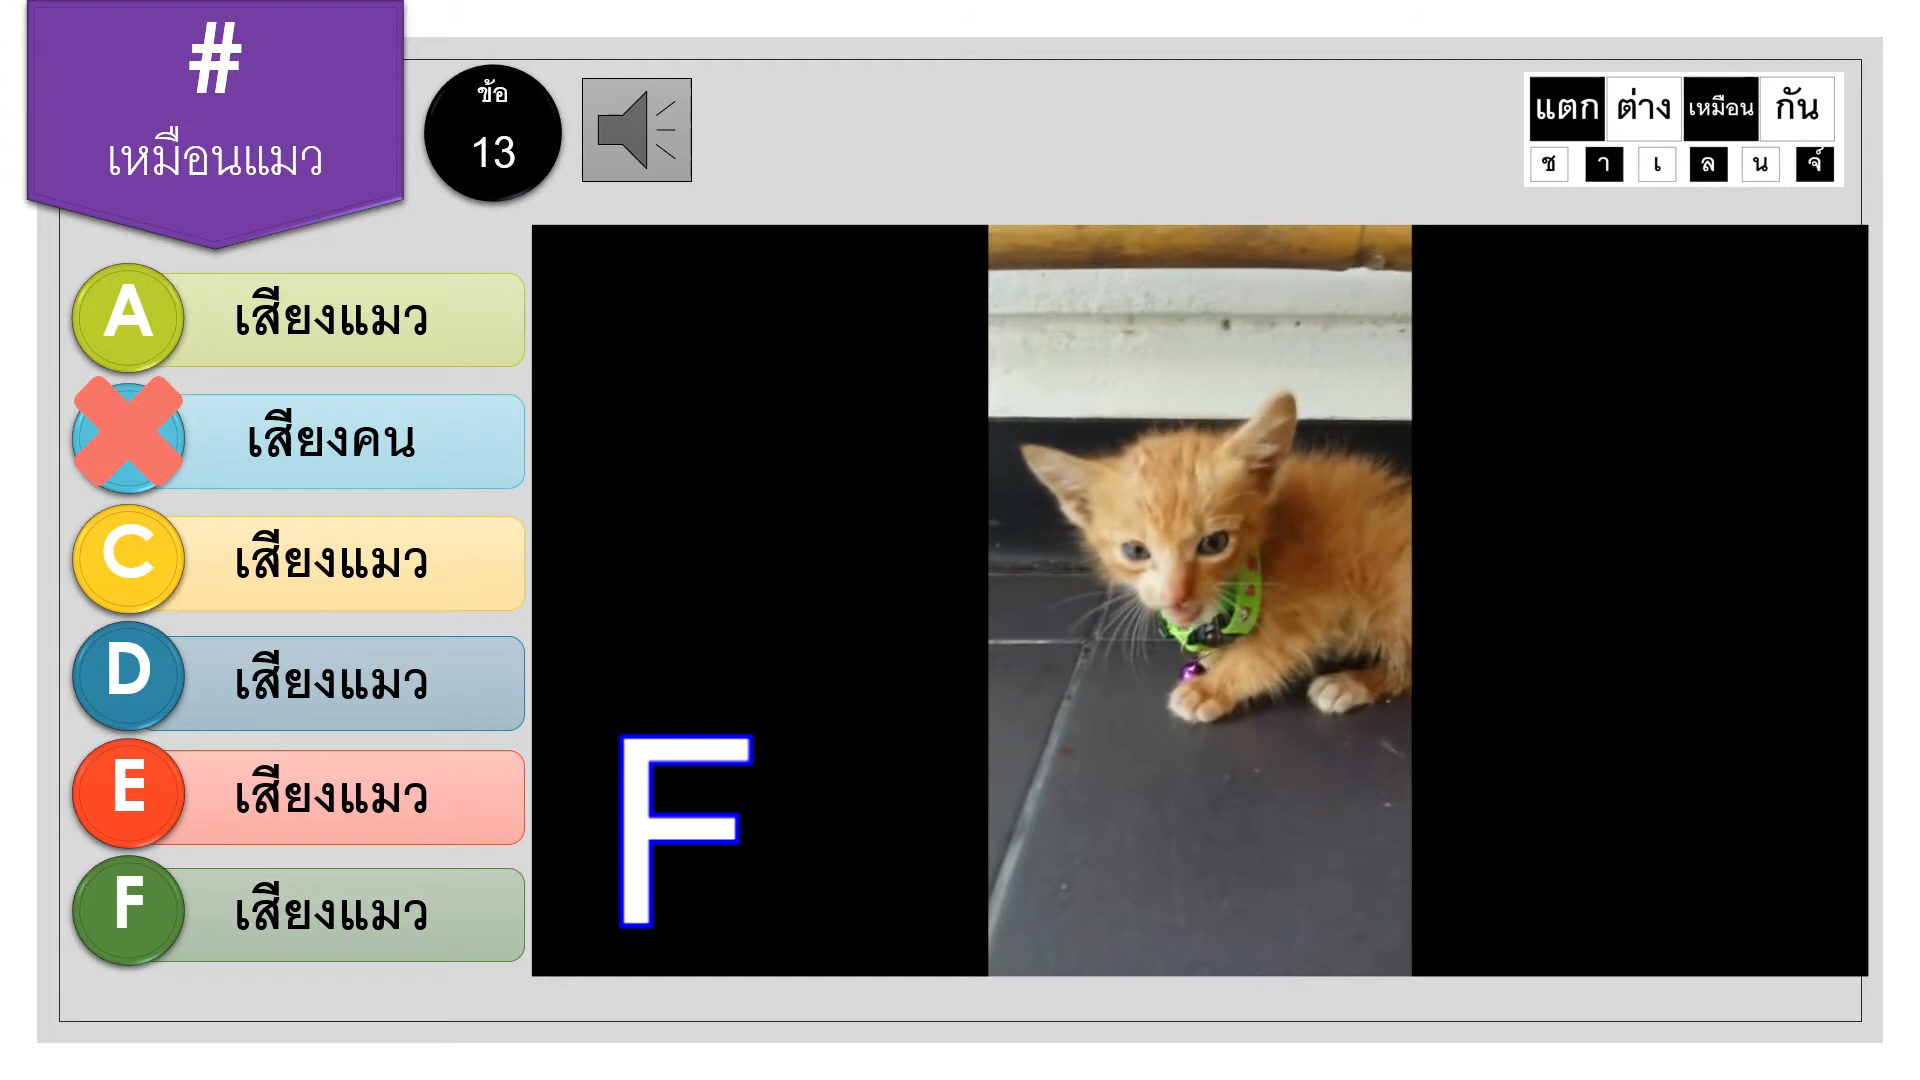 #
เหมือนแมว
ข้อ
13
แตก ต่าง เหมือน กัน
ช า เ ล น จ์
A เสียงแมว
เสียงคน
C เสียงแมว
D เสียงแมว
E เสียงแมว
F เสียงแมว
F